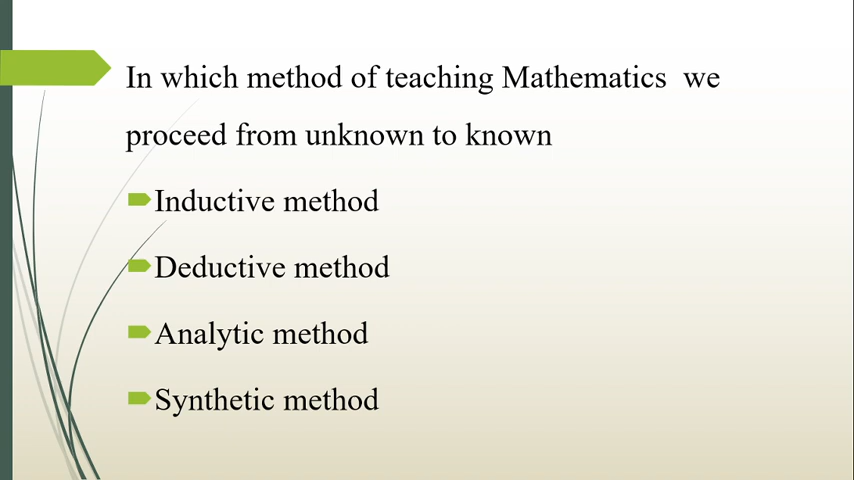 In which method of teaching Mathematics we
proceed from unknown to known
Inductive method
Deductive method
Analytic method
Synthetic method